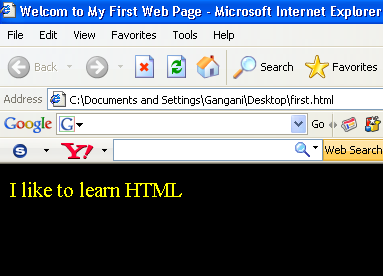 Welcom to My First Web Page - Microsoft Internet Explorer
File Edit View Favorites Tools Help
Back Search Favorites
Address C:\Documents and Settings\Gangani\Desktop\first.html
Google G Go
S Y! Web Search
I like to learn HTML